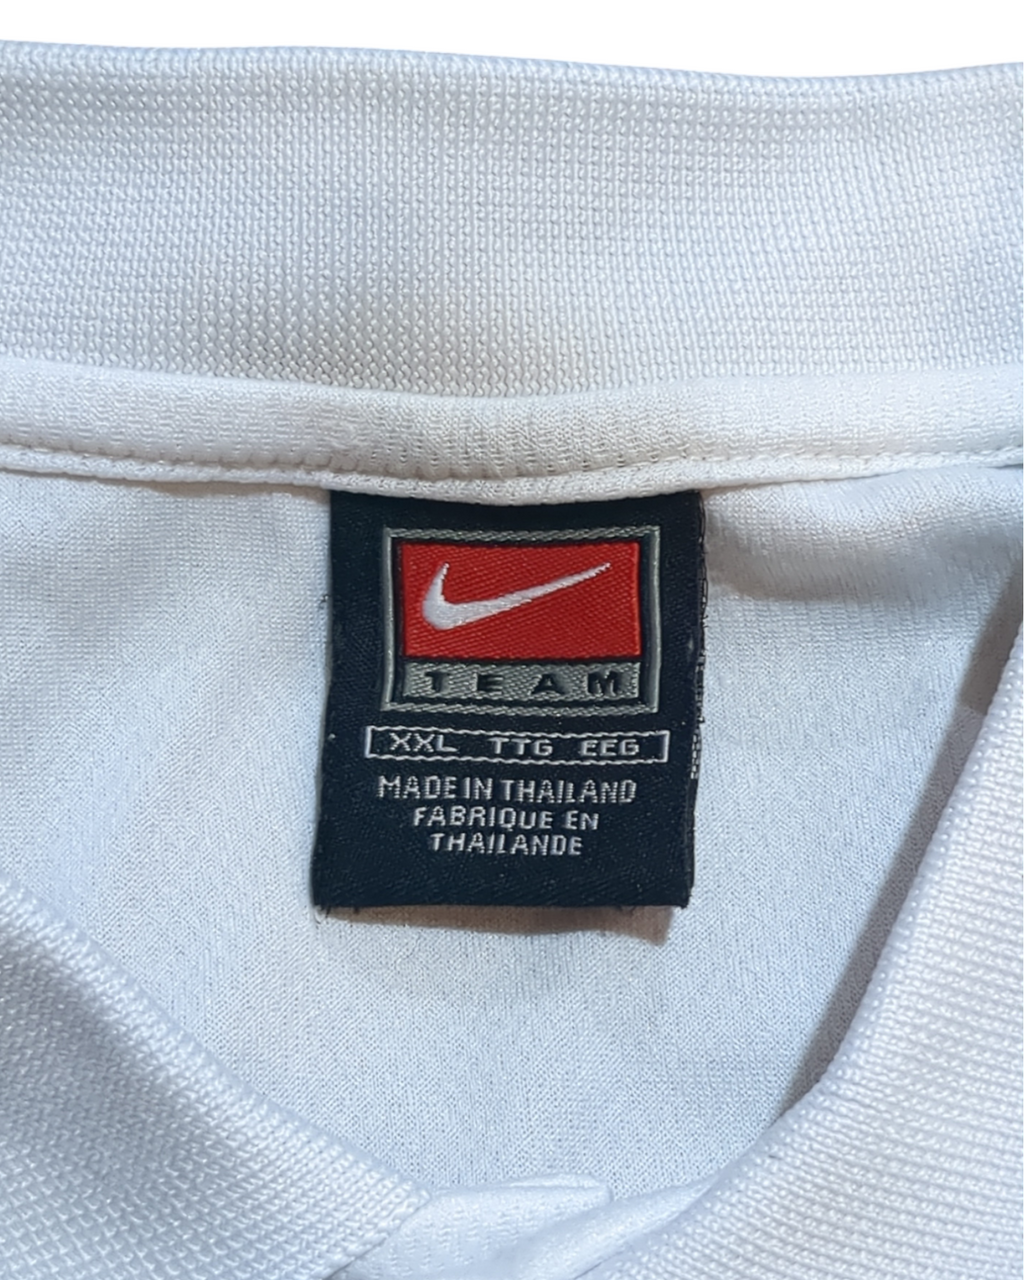 TEAM
XXL TTG EEG
MADE IN THAILAND
FABRIQUE EN
THAILANDE